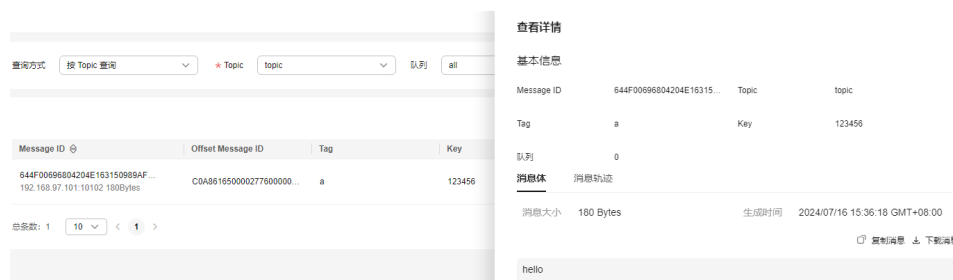 查询方式 按 Topic 查询 * Topic topic 队列 all
Message ID Offset Message ID Tag Key
644F00696804204E163150989AF... C0A861650000277600000... a 123456
192.168.97.101:10102 180Bytes
总条数: 1 10 1
查看详情
基本信息
Message ID 644F00696804204E16315... Topic topic
Tag a Key 123456
队列 0
消息体 消息轨迹
消息大小 180 Bytes 生成时间 2024/07/16 15:36:18 GMT+08:00
复制消息 下载消息
hello